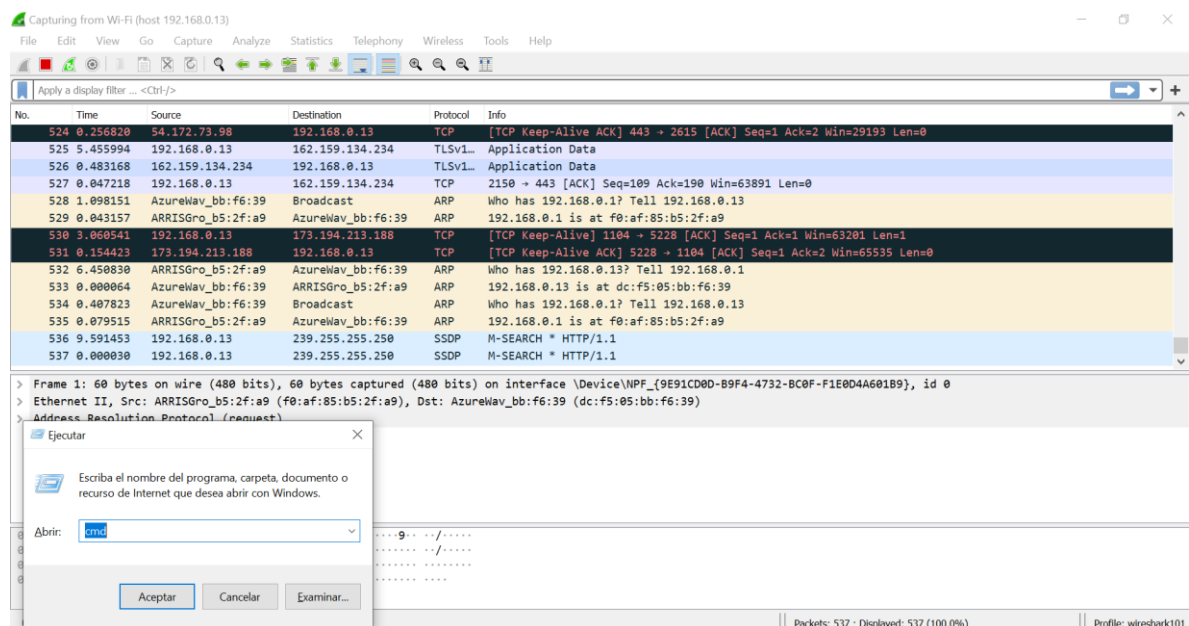 Capturing from Wi-Fi (host 192.168.0.13)
File Edit View Go Capture Analyze Statistics Telephony Wireless Tools Help
Apply a display filter ... <Ctrl-/>
No. Time Source Destination Protocol Info
524 0.256820 54.172.73.98 192.168.0.13 TCP [TCP Keep-Alive ACK] 443 → 2615 [ACK] Seq=1 Ack=2 Win=29193 Len=0
525 5.455994 192.168.0.13 162.159.134.234 TLSv1… Application Data
526 0.483168 162.159.134.234 192.168.0.13 TLSv1… Application Data
527 0.047218 192.168.0.13 162.159.134.234 TCP 2150 → 443 [ACK] Seq=109 Ack=190 Win=63891 Len=0
528 1.098151 AzureWav_bb:f6:39 Broadcast ARP Who has 192.168.0.1? Tell 192.168.0.13
529 0.043157 ARRISGro_b5:2f:a9 AzureWav_bb:f6:39 ARP 192.168.0.1 is at f0:af:85:b5:2f:a9
530 3.060541 192.168.0.13 173.194.213.188 TCP [TCP Keep-Alive] 1104 → 5228 [ACK] Seq=1 Ack=1 Win=63201 Len=1
531 0.154423 173.194.213.188 192.168.0.13 TCP [TCP Keep-Alive ACK] 5228 → 1104 [ACK] Seq=1 Ack=2 Win=65535 Len=0
532 6.450830 ARRISGro_b5:2f:a9 AzureWav_bb:f6:39 ARP Who has 192.168.0.13? Tell 192.168.0.1
533 0.000064 AzureWav_bb:f6:39 ARRISGro_b5:2f:a9 ARP 192.168.0.13 is at dc:f5:05:bb:f6:39
534 0.407823 AzureWav_bb:f6:39 Broadcast ARP Who has 192.168.0.1? Tell 192.168.0.13
535 0.079515 ARRISGro_b5:2f:a9 AzureWav_bb:f6:39 ARP 192.168.0.1 is at f0:af:85:b5:2f:a9
536 9.591453 192.168.0.13 239.255.255.250 SSDP M-SEARCH * HTTP/1.1
537 0.000030 192.168.0.13 239.255.255.250 SSDP M-SEARCH * HTTP/1.1
Frame 1: 60 bytes on wire (480 bits), 60 bytes captured (480 bits) on interface \Device\NPF_{9E91CD0D-B9F4-4732-BC0F-F1E0D4A601B9}, id 0
Ethernet II, Src: ARRISGro_b5:2f:a9 (f0:af:85:b5:2f:a9), Dst: AzureWav_bb:f6:39 (dc:f5:05:bb:f6:39)
Address Resolution Protocol (request)
Ejecutar
Escriba el nombre del programa, carpeta, documento o
recurso de Internet que desea abrir con Windows.
Abrir: cmd
····9·· ··/·····
······· ··/·····
······· ········
······· ····
Aceptar Cancelar Examinar...
Packets: 537 · Displayed: 537 (100.0%) Profile: wireshark101